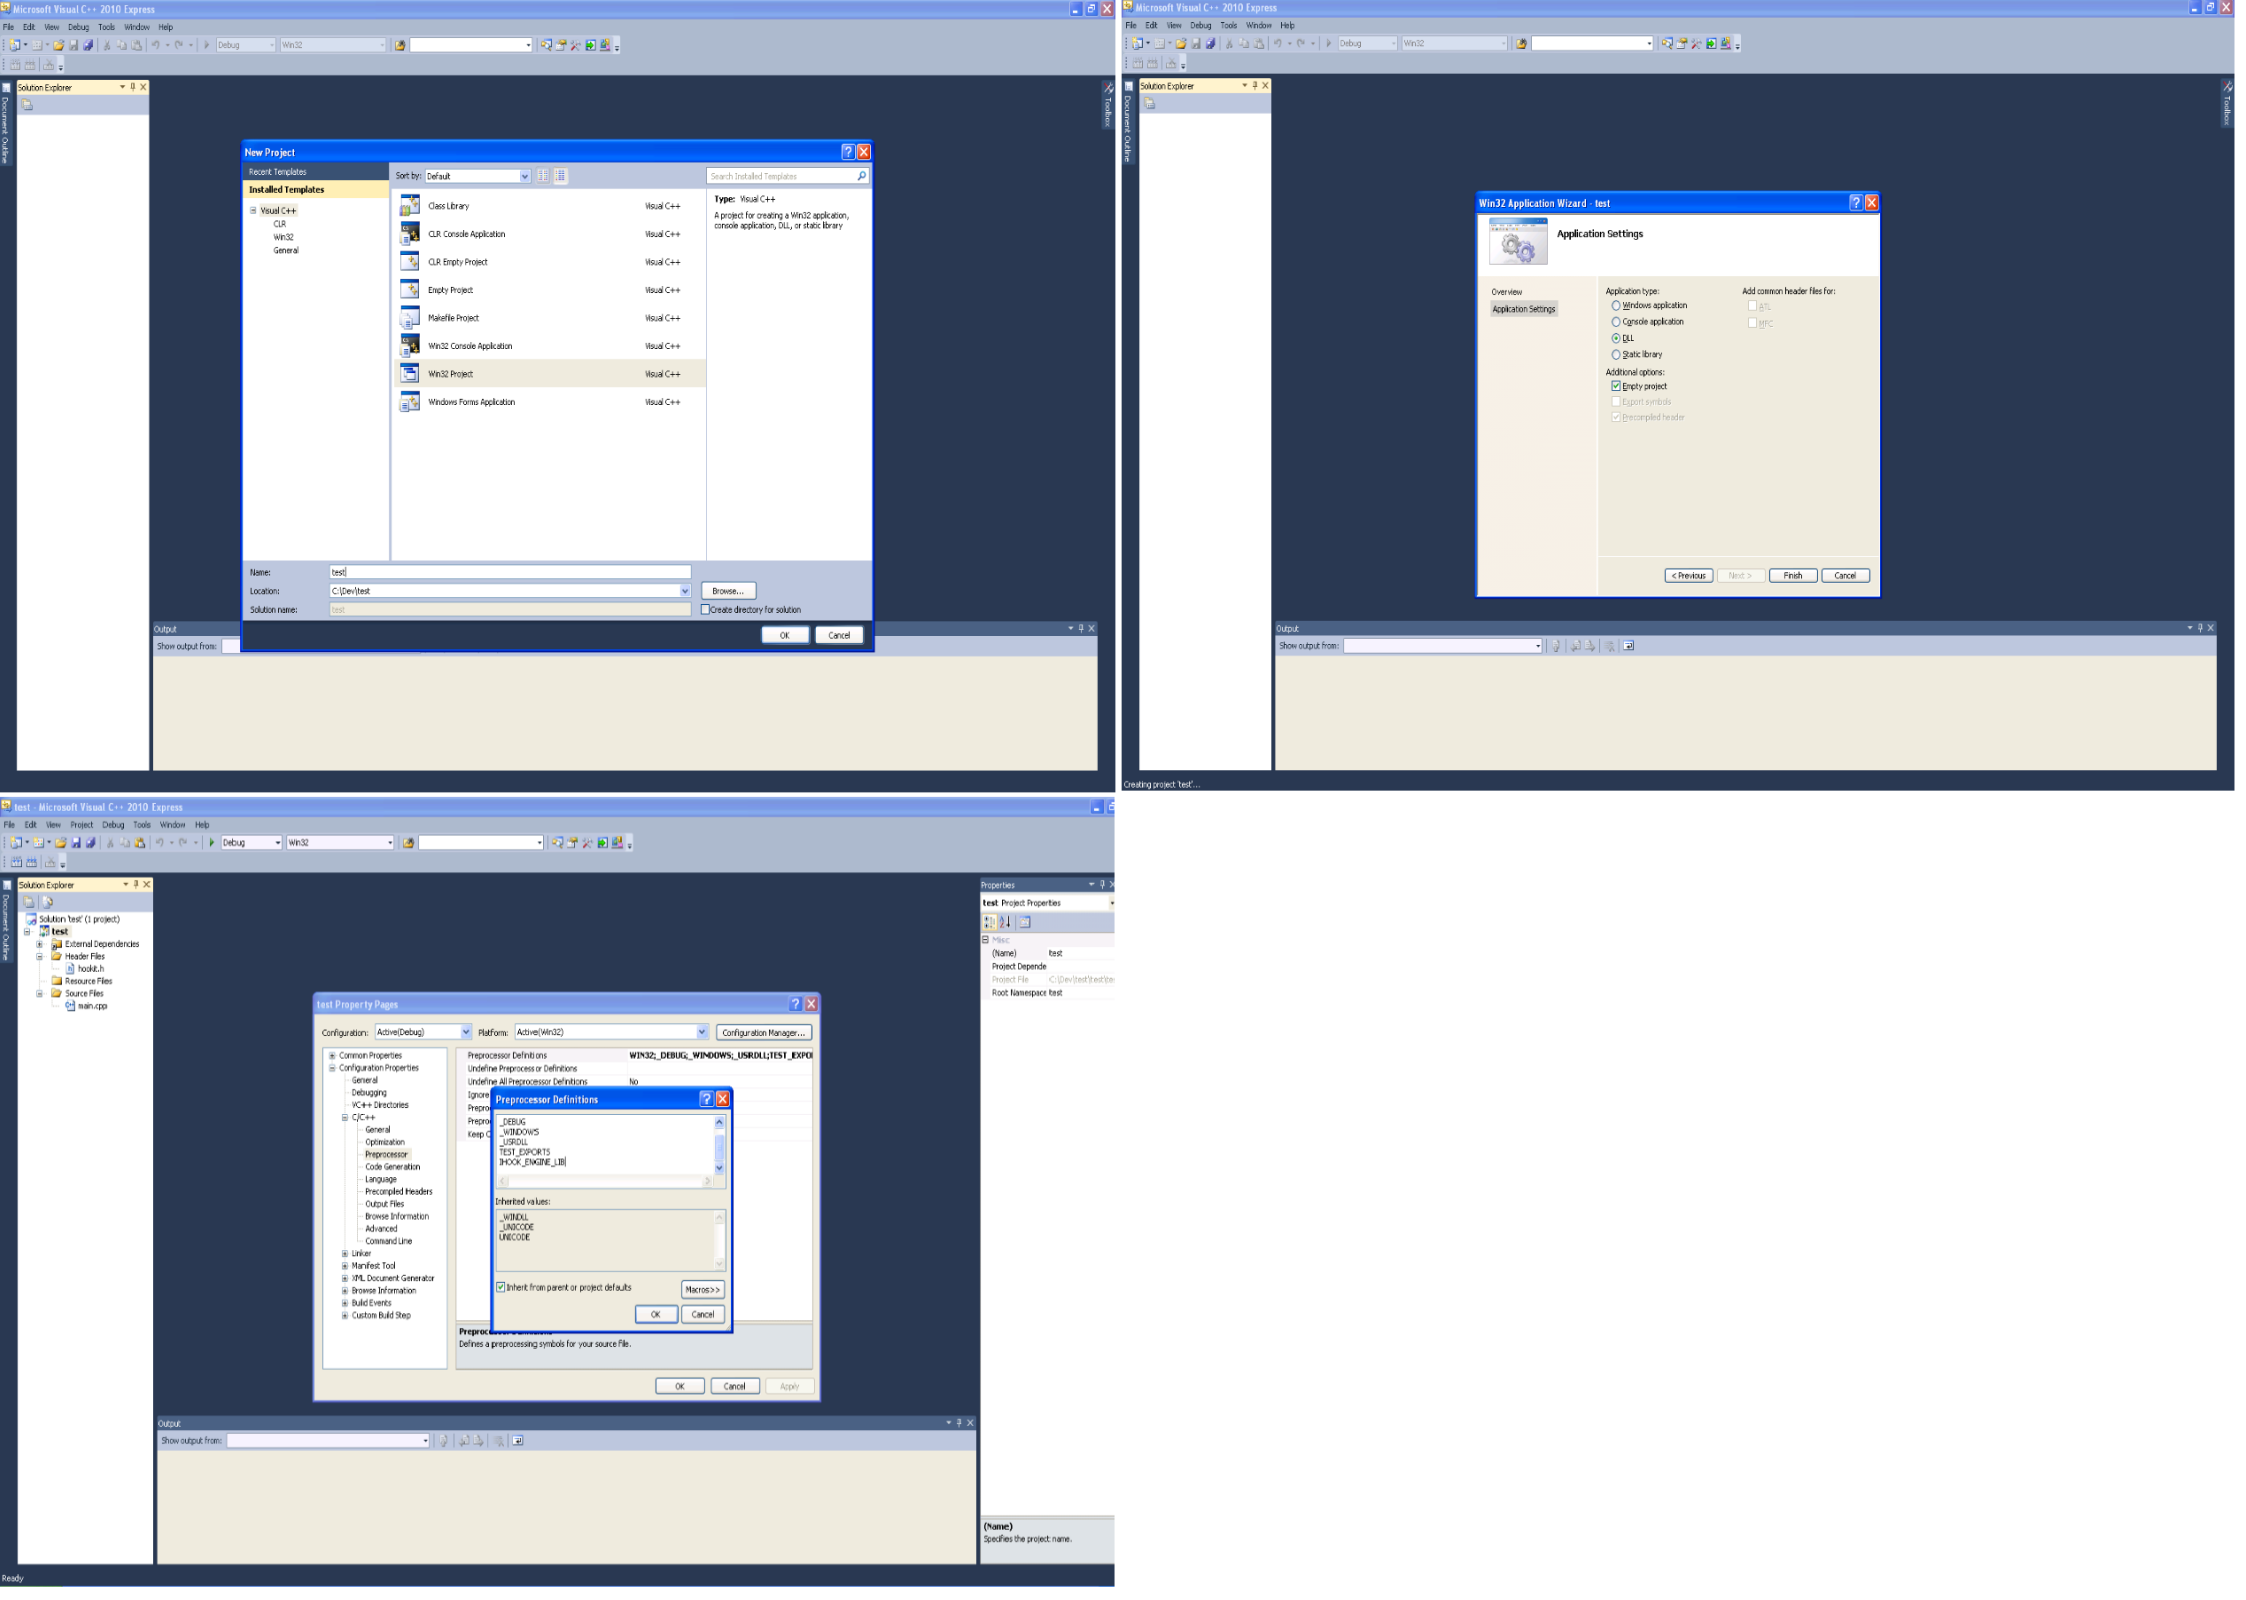 Microsoft Visual C++ 2010 Express
File Edit View Debug Tools Window Help
Debug Win32
Solution Explorer
Document Outline
Toolbox
New Project
Recent Templates
Installed Templates
Visual C++
CLR
Win32
General
Sort by: Default
Search Installed Templates
Class Library Visual C++
CLR Console Application Visual C++
CLR Empty Project Visual C++
Empty Project Visual C++
Makefile Project Visual C++
Win32 Console Application Visual C++
Win32 Project Visual C++
Windows Forms Application Visual C++
Type: Visual C++
A project for creating a Win32 application,
console application, DLL, or static library
Name: test
Location: C:\Dev\test
Browse...
Solution name: test
Create directory for solution
OK Cancel
Output
Show output from:
Microsoft Visual C++ 2010 Express
File Edit View Debug Tools Window Help
Debug Win32
Solution Explorer
Document Outline
Toolbox
Win32 Application Wizard - test
Application Settings
Overview
Application Settings
Application type:
Windows application
Console application
DLL
Static library
Additional options:
Empty project
Export symbols
Precompiled header
Add common header files for:
ATL
MFC
< Previous Next > Finish Cancel
Output
Show output from:
Creating project 'test'...
test - Microsoft Visual C++ 2010 Express
File Edit View Project Debug Tools Window Help
Debug Win32
Solution Explorer
Document Outline
Solution 'test' (1 project)
test
External Dependencies
Header Files
hookit.h
Resource Files
Source Files
main.cpp
test Property Pages
Configuration: Active(Debug) Platform: Active(Win32) Configuration Manager...
Common Properties
Configuration Properties
General
Debugging
VC++ Directories
C/C++
General
Optimization
Preprocessor
Code Generation
Language
Precompiled Headers
Output Files
Browse Information
Advanced
Command Line
Linker
Manifest Tool
XML Document Generator
Browse Information
Build Events
Custom Build Step
Preprocessor Definitions WIN32;_DEBUG;_WINDOWS;_USRDLL;TEST_EXPO
Undefine Preprocessor Definitions
Undefine All Preprocessor Definitions No
Ignore
Prepro
Prepro
Keep C
Preprocessor Definitions
_DEBUG
_WINDOWS
_USRDLL
TEST_EXPORTS
IHOOK_ENGINE_LIB
Inherited values:
_WINDLL
_UNICODE
UNICODE
Inherit from parent or project defaults
Macros>>
OK Cancel
Defines a preprocessing symbols for your source file.
OK Cancel Apply
Properties
test Project Properties
Misc
(Name) test
Project Depende
Project File C:\Dev\test\test\te
Root Namespace test
(Name)
Specifies the project name.
Output
Show output from:
Ready